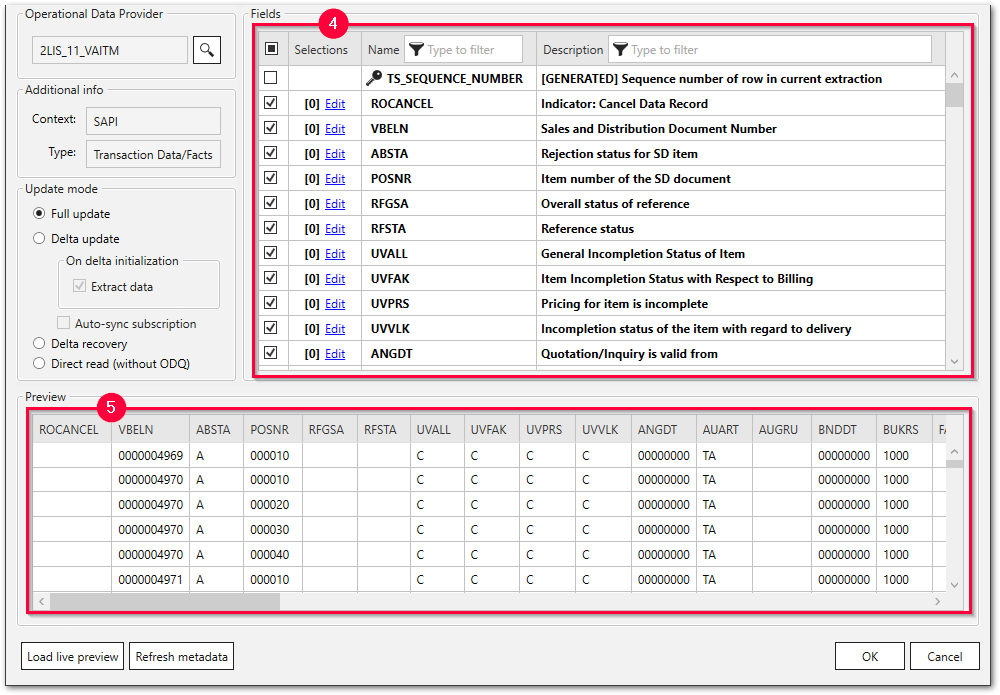 Operational Data Provider
2LIS_11_VAITM
Additional info
Context: SAPI
Type: Transaction Data/Facts
Update mode
Full update
Delta update
On delta initialization
Extract data
Auto-sync subscription
Delta recovery
Direct read (without ODQ)
Fields
4
Selections Name Type to filter Description Type to filter
TS_SEQUENCE_NUMBER [GENERATED] Sequence number of row in current extraction
[0] Edit ROCANCEL Indicator: Cancel Data Record
[0] Edit VBELN Sales and Distribution Document Number
[0] Edit ABSTA Rejection status for SD item
[0] Edit POSNR Item number of the SD document
[0] Edit RFGSA Overall status of reference
[0] Edit RFSTA Reference status
[0] Edit UVALL General Incompletion Status of Item
[0] Edit UVFAK Item Incompletion Status with Respect to Billing
[0] Edit UVPRS Pricing for item is incomplete
[0] Edit UVVLK Incompletion status of the item with regard to delivery
[0] Edit ANGDT Quotation/Inquiry is valid from
Preview
5
ROCANCEL VBELN ABSTA POSNR RFGSA RFSTA UVALL UVFAK UVPRS UVVLK ANGDT AUART AUGRU BNDDT BUKRS
0000004969 A 000010 C C C C 00000000 TA 00000000 1000
0000004970 A 000010 C C C C 00000000 TA 00000000 1000
0000004970 A 000020 C C C C 00000000 TA 00000000 1000
0000004970 A 000030 C C C C 00000000 TA 00000000 1000
0000004970 A 000040 C C C C 00000000 TA 00000000 1000
0000004971 A 000010 C C C C 00000000 TA 00000000 1000
Load live preview Refresh metadata OK Cancel